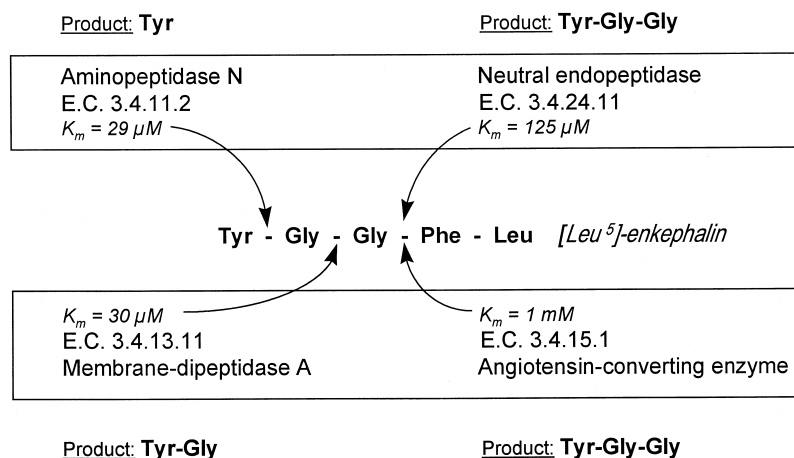 Product: Tyr
Product: Tyr-Gly-Gly
Aminopeptidase N
E.C. 3.4.11.2
Km = 29 µM
Neutral endopeptidase
E.C. 3.4.24.11
Km = 125 µM
Tyr - Gly - Gly - Phe - Leu [Leu⁵]-enkephalin
Km = 30 µM
E.C. 3.4.13.11
Membrane-dipeptidase A
Km = 1 mM
E.C. 3.4.15.1
Angiotensin-converting enzyme
Product: Tyr-Gly
Product: Tyr-Gly-Gly